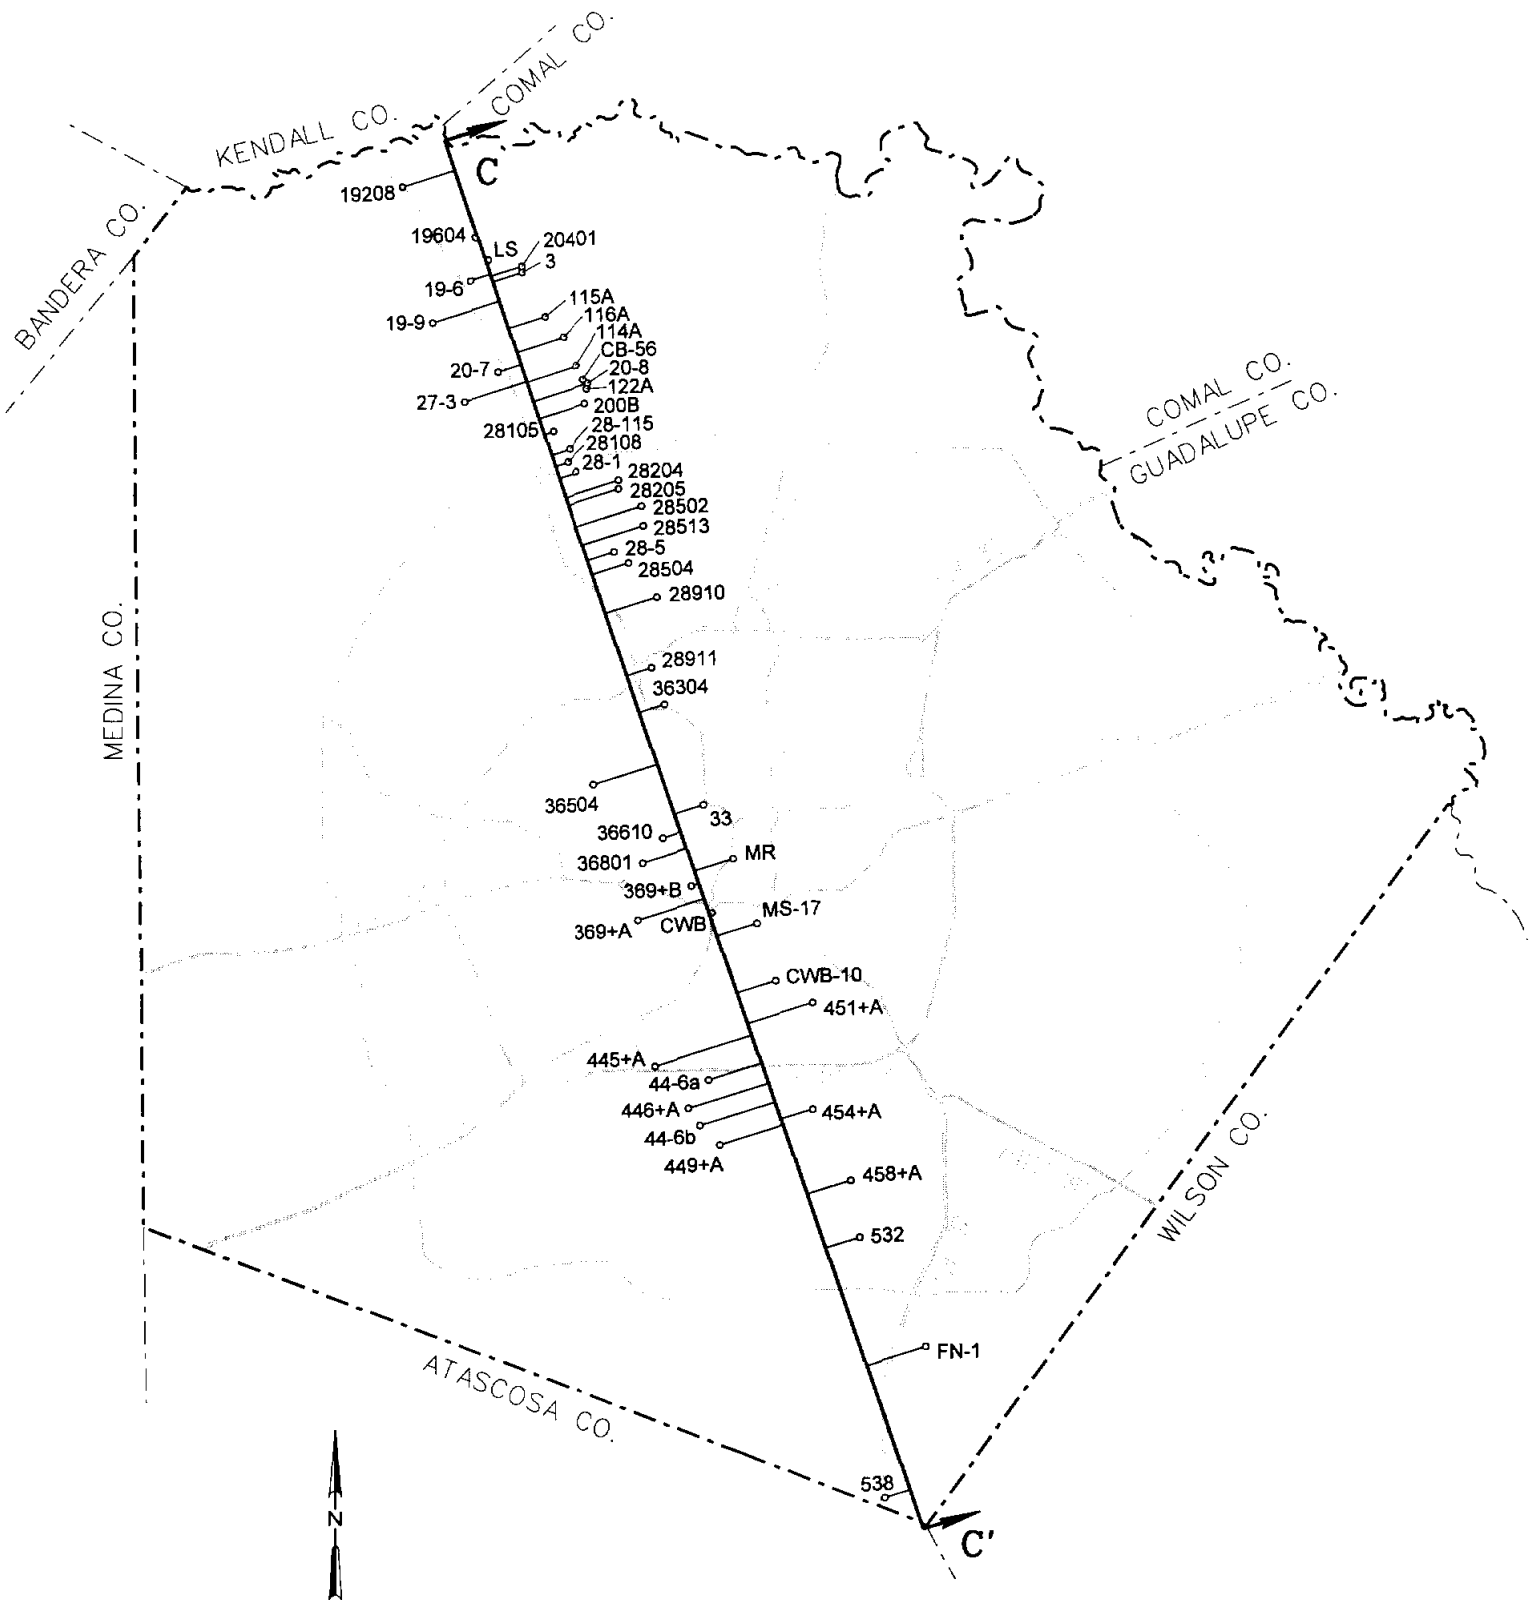 COMAL CO.
KENDALL CO.
C
19208
BANDERA CO.
19604
LS
20401
3
19-6
19-9
115A
116A
114A
CB-56
20-7
20-8
122A
27-3
200B
COMAL CO.
GUADALUPE CO.
28105
28-115
28108
28-1
28204
28205
28502
28513
28-5
28504
28910
MEDINA CO.
28911
36304
36504
33
36610
36801
MR
369+B
369+A
CWB
MS-17
CWB-10
451+A
445+A
44-6a
446+A
454+A
44-6b
449+A
458+A
WILSON CO.
532
FN-1
ATASCOSA CO.
538
N
C'